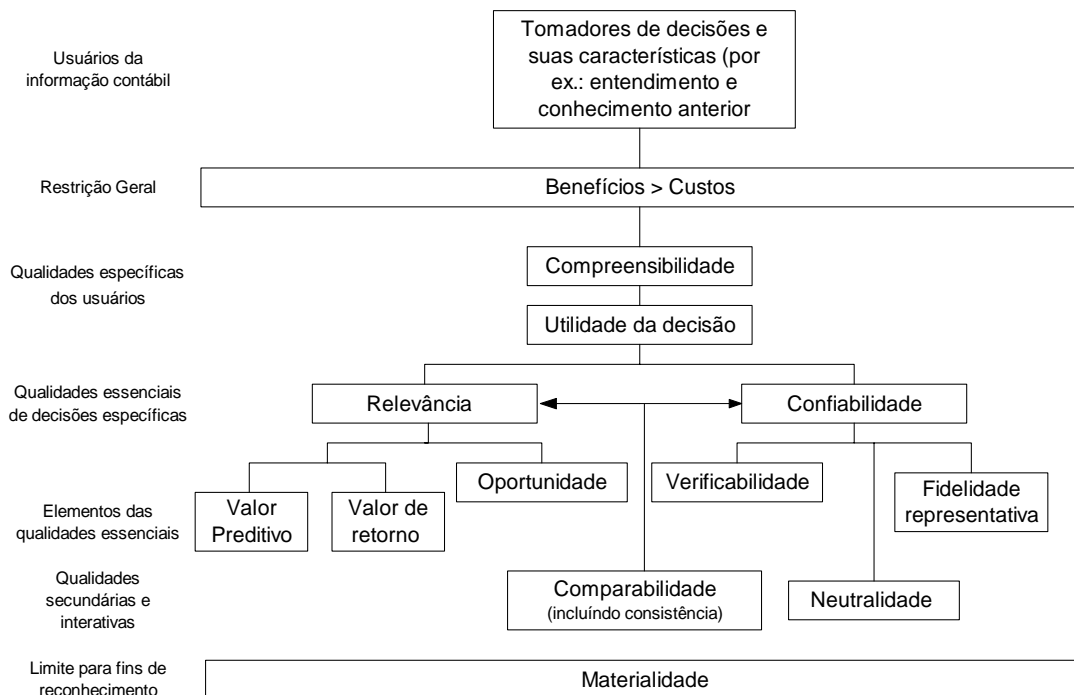 Usuários da
informação contábil
Tomadores de decisões e
suas característícas (por
ex.: entendimento e
conhecimento anterior
Restrição Geral
Benefícios > Custos
Qualidades específicas
dos usuários
Compreensibilidade
Utilidade da decisão
Qualidades essenciais
de decisões específicas
Relevância
Confiabilidade
Elementos das
qualidades essenciais
Valor
Preditivo
Valor de
retorno
Oportunidade
Verificabilidade
Fidelidade
representativa
Qualidades
secundárias e
interativas
Comparabilidade
(incluíndo consistência)
Neutralidade
Limite para fins de
reconhecimento
Materialidade